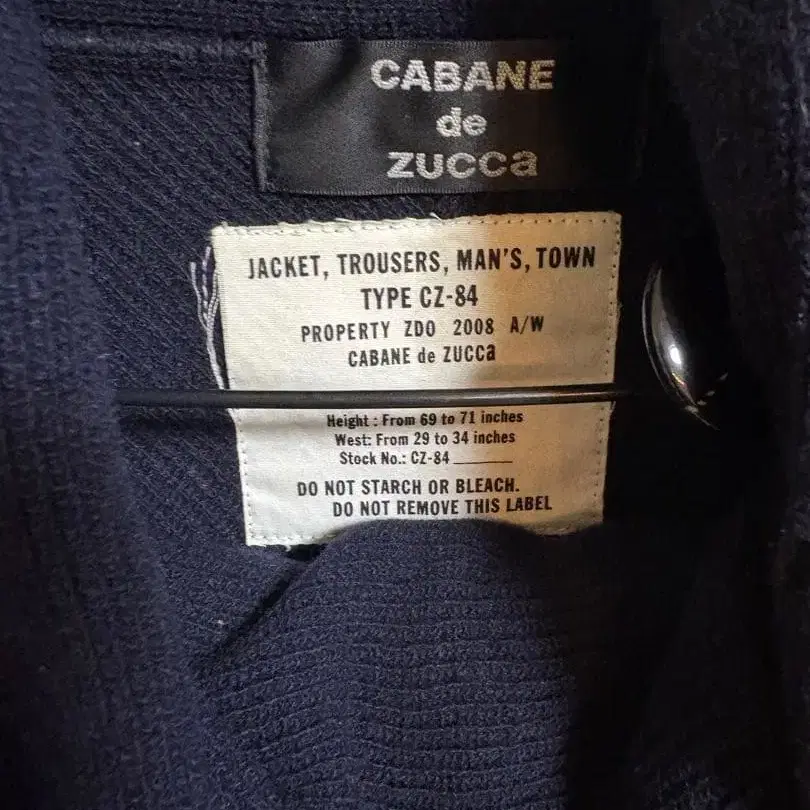 CABANE
de
zucca
JACKET, TROUSERS, MAN'S, TOWN
TYPE CZ-84
PROPERTY ZDO 2008 A/W
CABANE de zucca
Height : From 69 to 71 inches
West: From 29 to 34 inches
Stock No.: CZ-84 ________
DO NOT STARCH OR BLEACH.
DO NOT REMOVE THIS LABEL